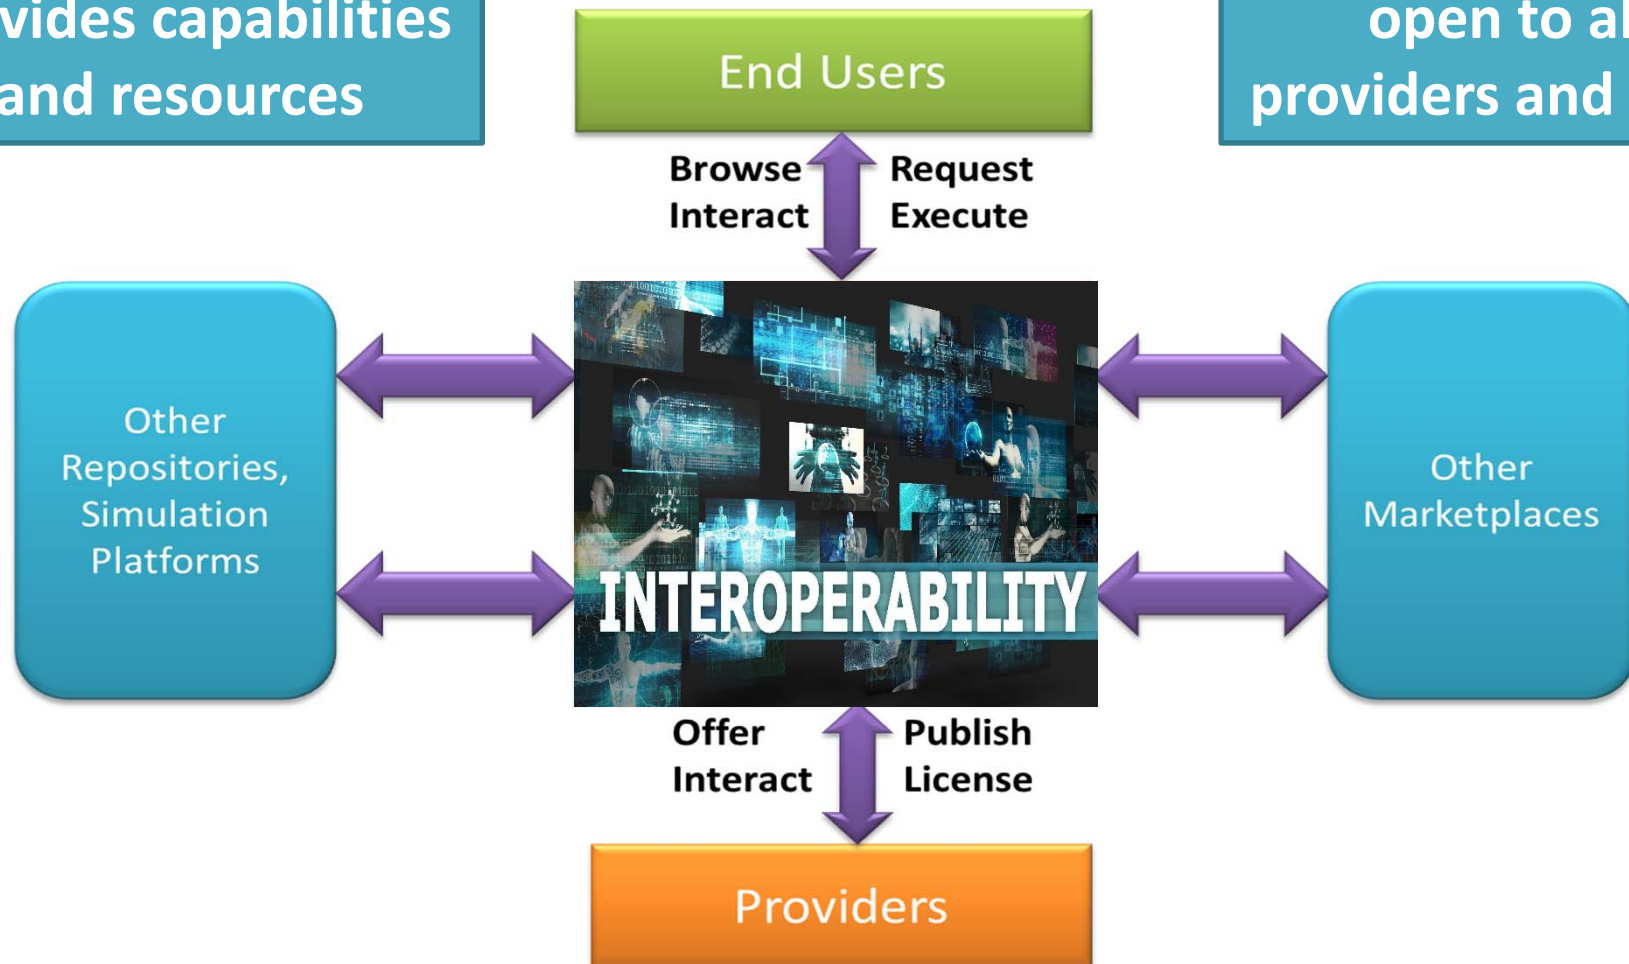 capabilities
and resources
open to
providers and
End Users
Browse
Interact
Request
Execute
Other
Repositories,
Simulation
Platforms
INTEROPERABILITY
Other
Marketplaces
Offer
Interact
Publish
License
Providers